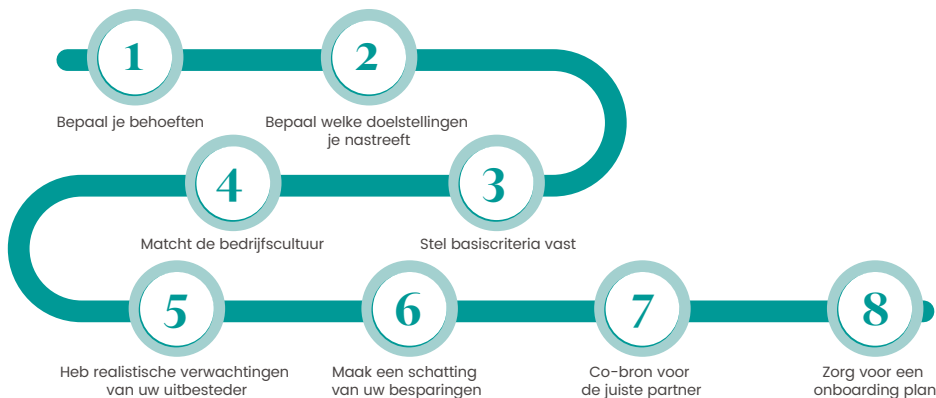 1
Bepaal je behoeften
2
Bepaal welke doelstellingen
je nastreeft
3
Stel basiscriteria vast
4
Matcht de bedrijfscultuur
5
Heb realistische verwachtingen
van uw uitbesteder
6
Maak een schatting
van uw besparingen
7
Co-bron voor
de juiste partner
8
Zorg voor een
onboarding plan